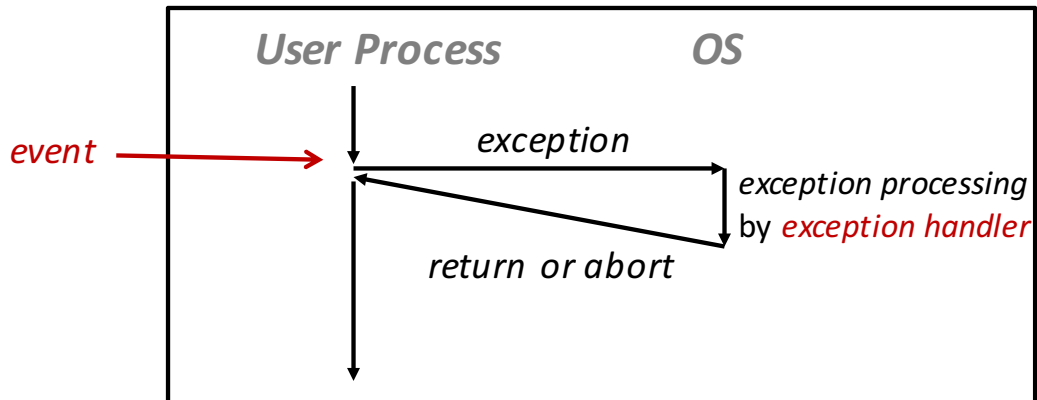 User Process
OS
event
exception
exception processing
by exception handler
return or abort